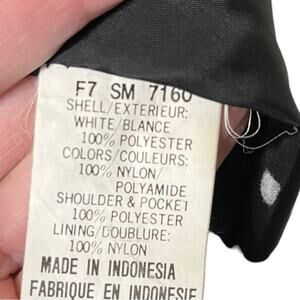 F7 SM 7160
SHELL/EXTERIEUR:
WHITE/BLANCE
100% POLYESTER
COLORS/COULEURS:
100% NYLON/
POLYAMIDE
SHOULDER & POCKET
100% POLYESTER
LINING/DOUBLURE:
100% NYLON
MADE IN INDONESIA
FABRIQUE EN INDONESIE